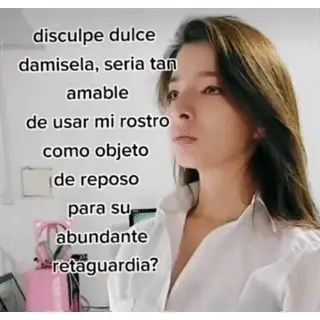 disculpe dulce
damisela, seria tan
amable
de usar mi rostro
como objeto
de reposo
para su
abundante
retaguardia?